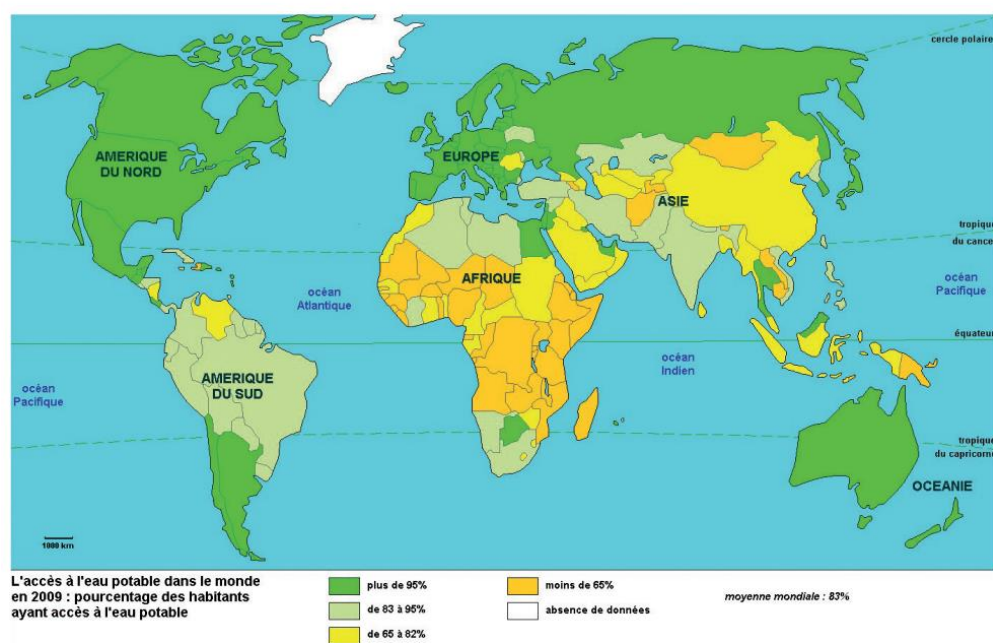 cercle polaire
AMERIQUE
DU NORD
EUROPE
ASIE
tropique
du cancer
AFRIQUE
océan
Atlantique
océan
Pacifique
équateur
océan
Indien
AMERIQUE
DU SUD
océan
Pacifique
tropique
du capricorne
OCEANIE
1000 km
L'accès à l'eau potable dans le monde
en 2009 : pourcentage des habitants
ayant accès à l'eau potable
plus de 95%
de 83 à 95%
de 65 à 82%
moins de 65%
absence de données
moyenne mondiale : 83%